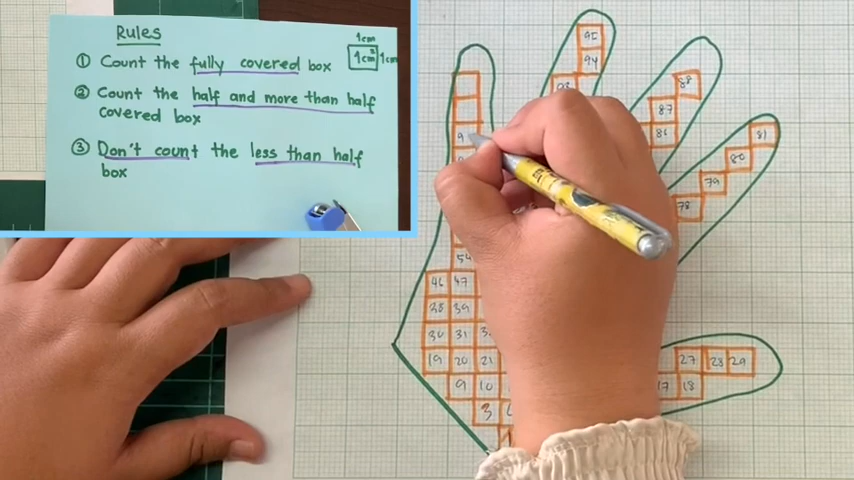 Rules
1cm
1cm² 1cm
① Count the fully covered box
② Count the half and more than half
covered box
③ Don't count the less than half
box
95
94
88
87
86
81
80
79
78
54
46 47
38 39
30 31
19 20 21
27 28 29
9 10
17 18
3